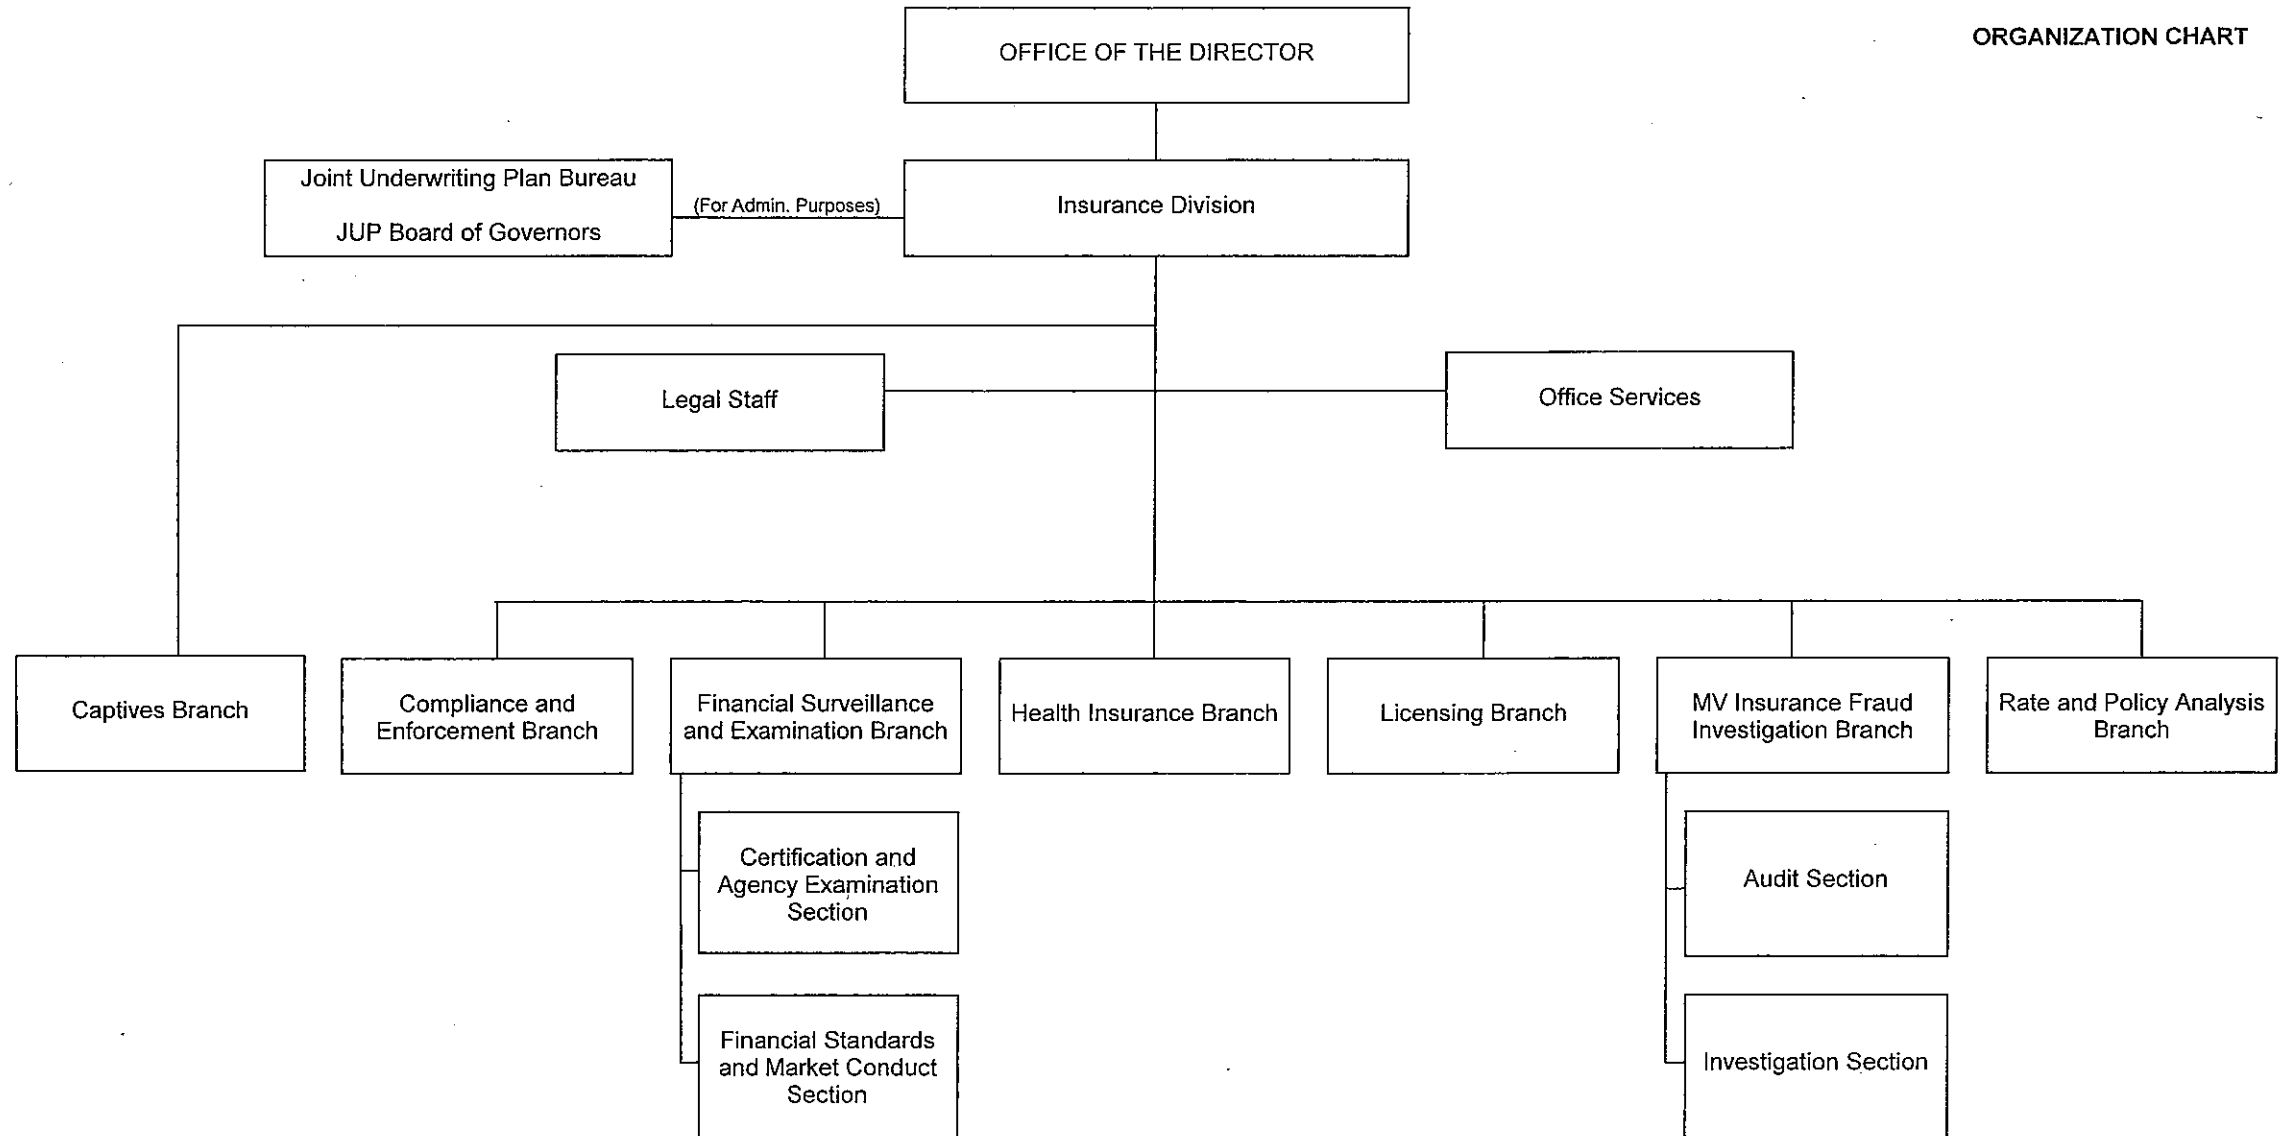 ORGANIZATION CHART
OFFICE OF THE DIRECTOR
Joint Underwriting Plan Bureau
JUP Board of Governors
(For Admin. Purposes)
Insurance Division
Legal Staff
Office Services
Captives Branch
Compliance and
Enforcement Branch
Financial Surveillance
and Examination Branch
Health Insurance Branch
Licensing Branch
MV Insurance Fraud
Investigation Branch
Rate and Policy Analysis
Branch
Certification and
Agency Examination
Section
Audit Section
Financial Standards
and Market Conduct
Section
Investigation Section